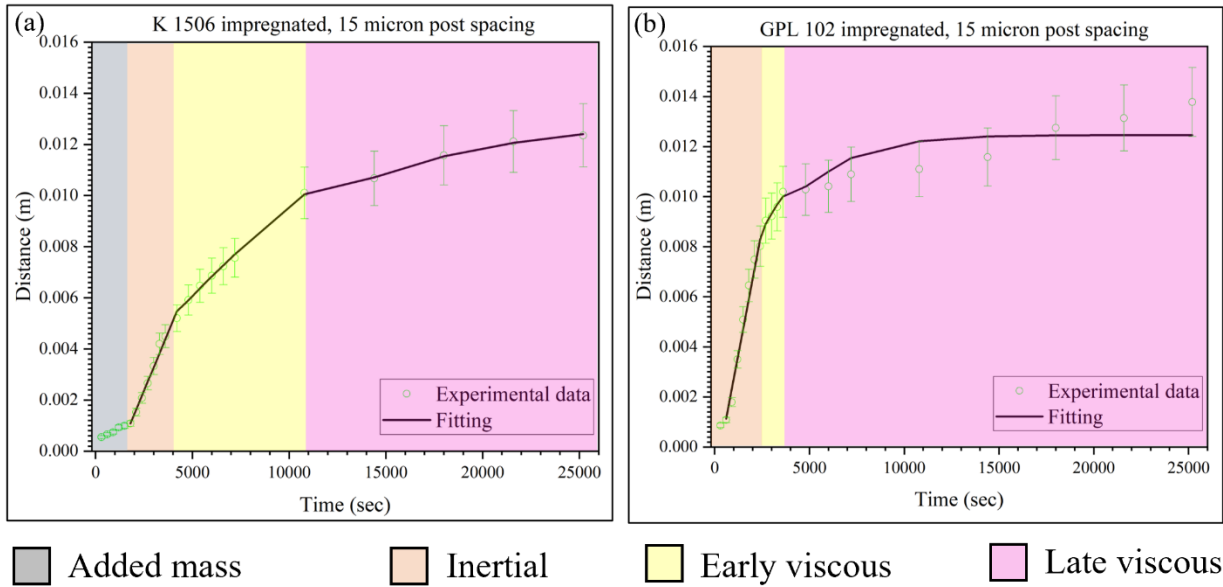 (a)
K 1506 impregnated, 15 micron post spacing
0.016
0.014
0.012
0.010
0.008
0.006
0.004
0.002
0.000
Distance (m)
Experimental data
Fitting
0 5000 10000 15000 20000 25000
Time (sec)
(b)
GPL 102 impregnated, 15 micron post spacing
0.016
0.014
0.012
0.010
0.008
0.006
0.004
0.002
0.000
Distance (m)
Experimental data
Fitting
0 5000 10000 15000 20000 25000
Time (sec)
Added mass Inertial Early viscous Late viscous